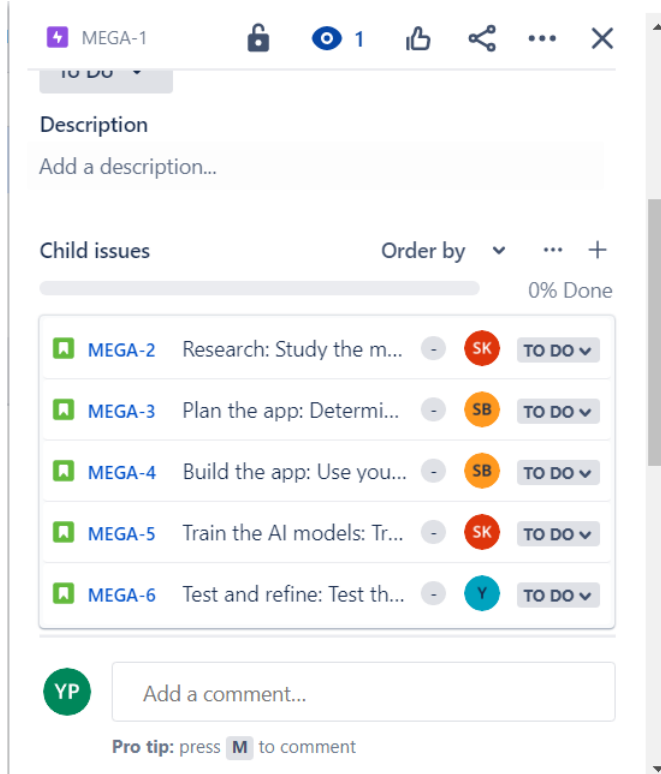 MEGA-1
1
To Do
Description
Add a description...
Child issues
Order by
0% Done
MEGA-2 Research: Study the m... - SK TO DO
MEGA-3 Plan the app: Determi... - SB TO DO
MEGA-4 Build the app: Use you... - SB TO DO
MEGA-5 Train the AI models: Tr... - SK TO DO
MEGA-6 Test and refine: Test th... - Y TO DO
YP
Add a comment...
Pro tip: press M to comment